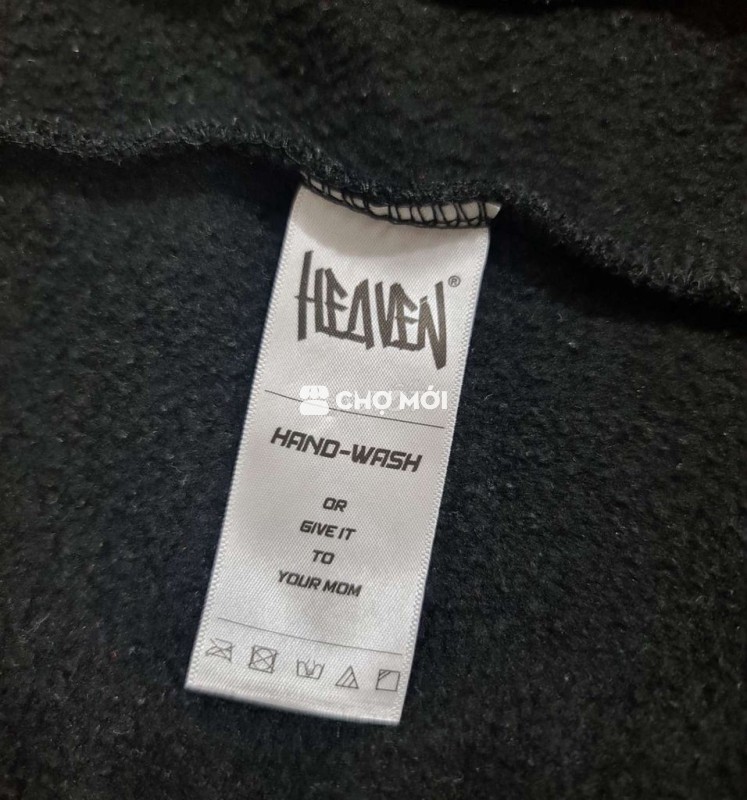 HEAVEN®
CHỢ MỚI
HAND-WASH
OR
GIVE IT
TO
YOUR MOM